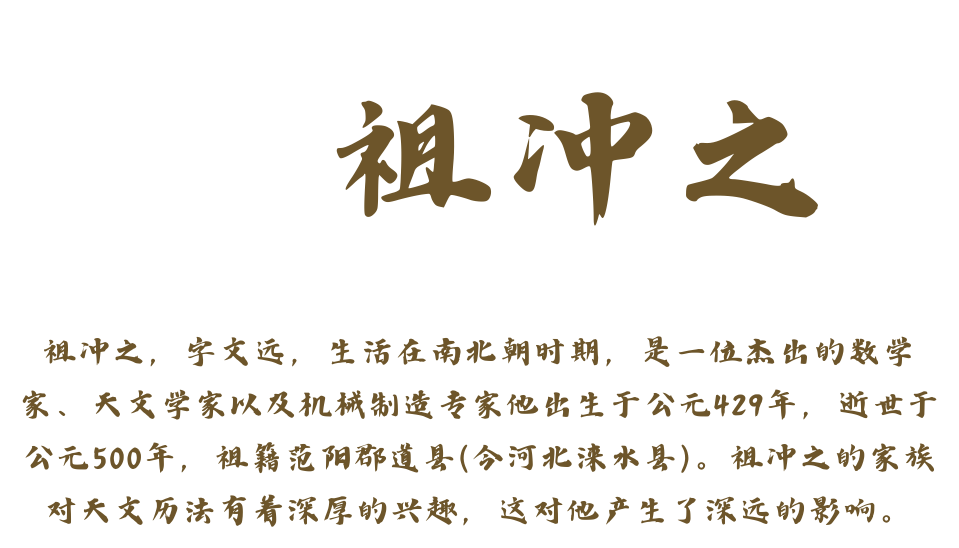 祖冲之
祖冲之，字文远，生活在南北朝时期，是一位杰出的数学
家、天文学家以及机械制造专家他出生于公元429年，逝世于
公元500年，祖籍范阳郡道县(今河北涞水县)。祖冲之的家族
对天文历法有着深厚的兴趣，这对他产生了深远的影响。